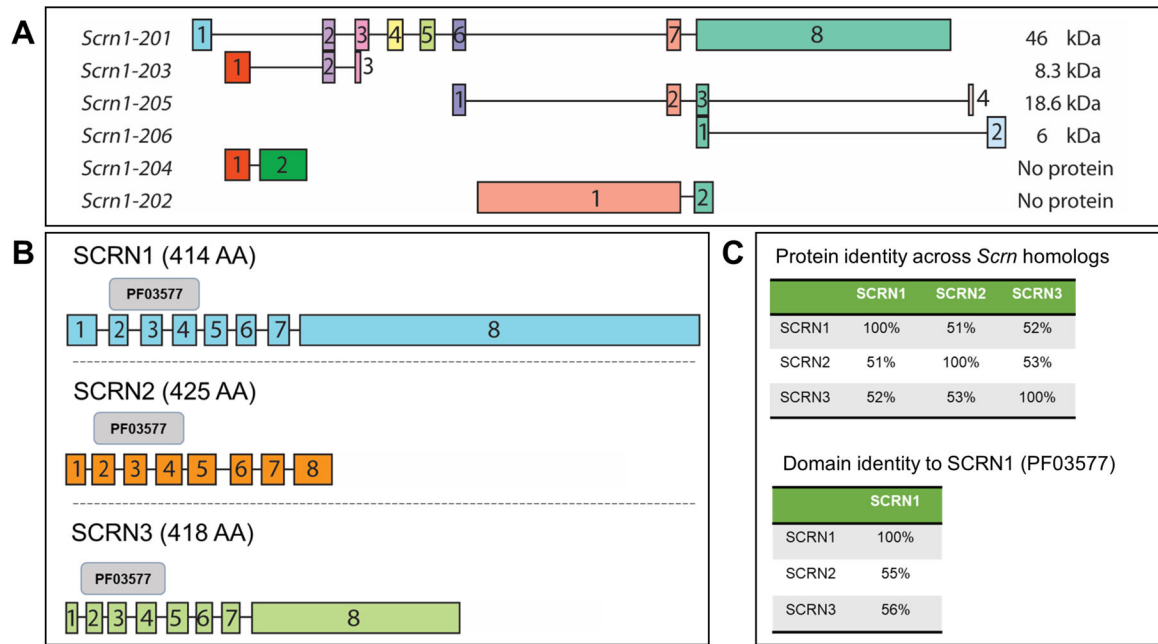 A
Scrn1-201 1 2 3 4 5 6 7 8 46 kDa
Scrn1-203 1 2 3 8.3 kDa
Scrn1-205 1 2 3 4 18.6 kDa
Scrn1-206 1 2 6 kDa
Scrn1-204 1 2 No protein
Scrn1-202 1 2 No protein
B
SCRN1 (414 AA)
PF03577
1 2 3 4 5 6 7 8
SCRN2 (425 AA)
PF03577
1 2 3 4 5 6 7 8
SCRN3 (418 AA)
PF03577
1 2 3 4 5 6 7 8
C
Protein identity across Scrn homologs
SCRN1 SCRN2 SCRN3
SCRN1 100% 51% 52%
SCRN2 51% 100% 53%
SCRN3 52% 53% 100%
Domain identity to SCRN1 (PF03577)
SCRN1
SCRN1 100%
SCRN2 55%
SCRN3 56%